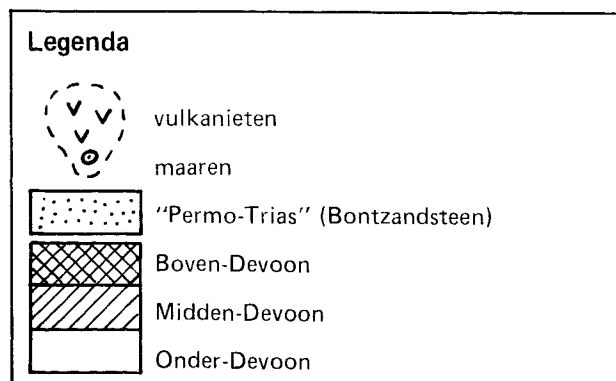 Legenda
vulkanieten
maaren
"Permo-Trias" (Bontzandsteen)
Boven-Devoon
Midden-Devoon
Onder-Devoon